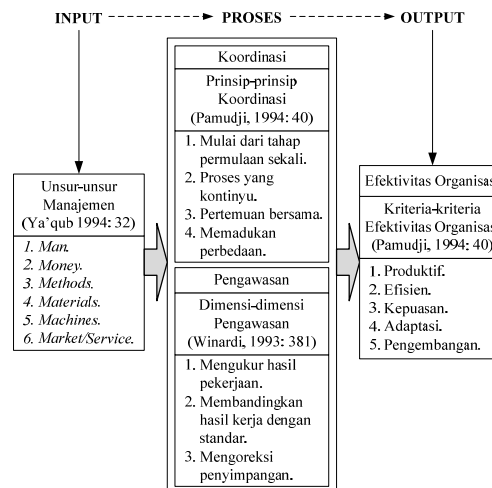 INPUT PROSES OUTPUT
Unsur-unsur
Manajemen
(Ya’qub 1994: 32)
1. Man.
2. Money.
3. Methods.
4. Materials.
5. Machines.
6. Market/Service.
Koordinasi
Prinsip-prinsip
Koordinasi
(Pamudji, 1994: 40)
1. Mulai dari tahap
permulaan sekali.
2. Proses yang
kontinyu.
3. Pertemuan bersama.
4. Memadukan
perbedaan.
Pengawasan
Dimensi-dimensi
Pengawasan
(Winardi, 1993: 381)
1. Mengukur hasil
pekerjaan.
2. Membandingkan
hasil kerja dengan
standar.
3. Mengoreksi
penyimpangan.
Efektivitas Organisas
Kriteria-kriteria
Efektivitas Organisas
(Pamudji, 1994: 40)
1. Produktif.
2. Efisien.
3. Kepuasan.
4. Adaptasi.
5. Pengembangan.